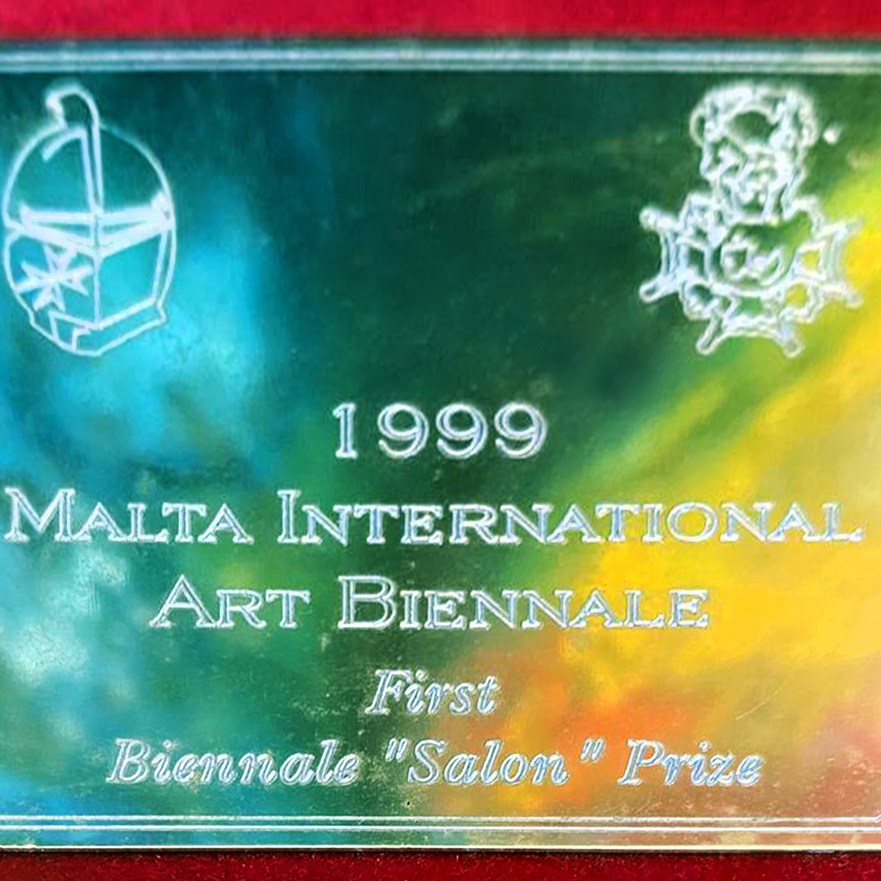 1999
MALTA INTERNATIONAL
ART BIENNALE
First
Biennale "Salon" Prize